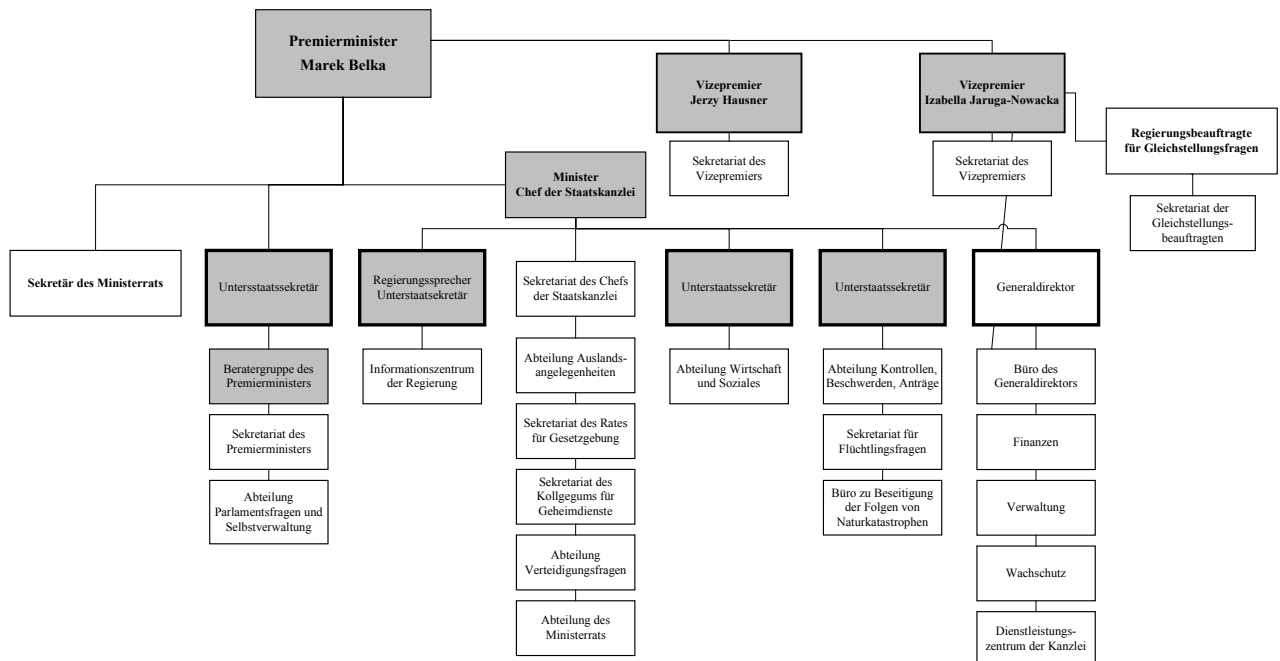 Premierminister
Marek Belka
Vizepremier
Jerzy Hausner
Vizepremier
Izabella Jaruga-Nowacka
Regierungsbeauftragte
für Gleichstellungsfragen
Sekretariat des
Vizepremiers
Sekretariat des
Vizepremiers
Minister
Chef der Staatskanzlei
Sekretariat der
Gleichstellungs-
beauftragten
Sekretär des Ministerrats
Untersstaatssekretär
Regierungssprecher
Unterstaatsekretär
Sekretariat des Chefs
der Staatskanzlei
Unterstaatssekretär
Unterstaatssekretär
Generaldirektor
Beratergruppe des
Premierministers
Informationszentrum
der Regierung
Abteilung Auslands-
angelegenheiten
Abteilung Wirtschaft
und Soziales
Abteilung Kontrollen,
Beschwerden, Anträge
Büro des
Generaldirektors
Sekretariat des
Premierministers
Sekretariat des Rates
für Gesetzgebung
Sekretariat für
Flüchtlingsfragen
Finanzen
Abteilung
Parlamentsfragen und
Selbstverwaltung
Sekretariat des
Kollgegums für
Geheimdienste
Büro zu Beseitigung
der Folgen von
Naturkatastrophen
Verwaltung
Abteilung
Verteidigungsfragen
Wachschutz
Abteilung des
Ministerrats
Dienstleistungs-
zentrum der Kanzlei